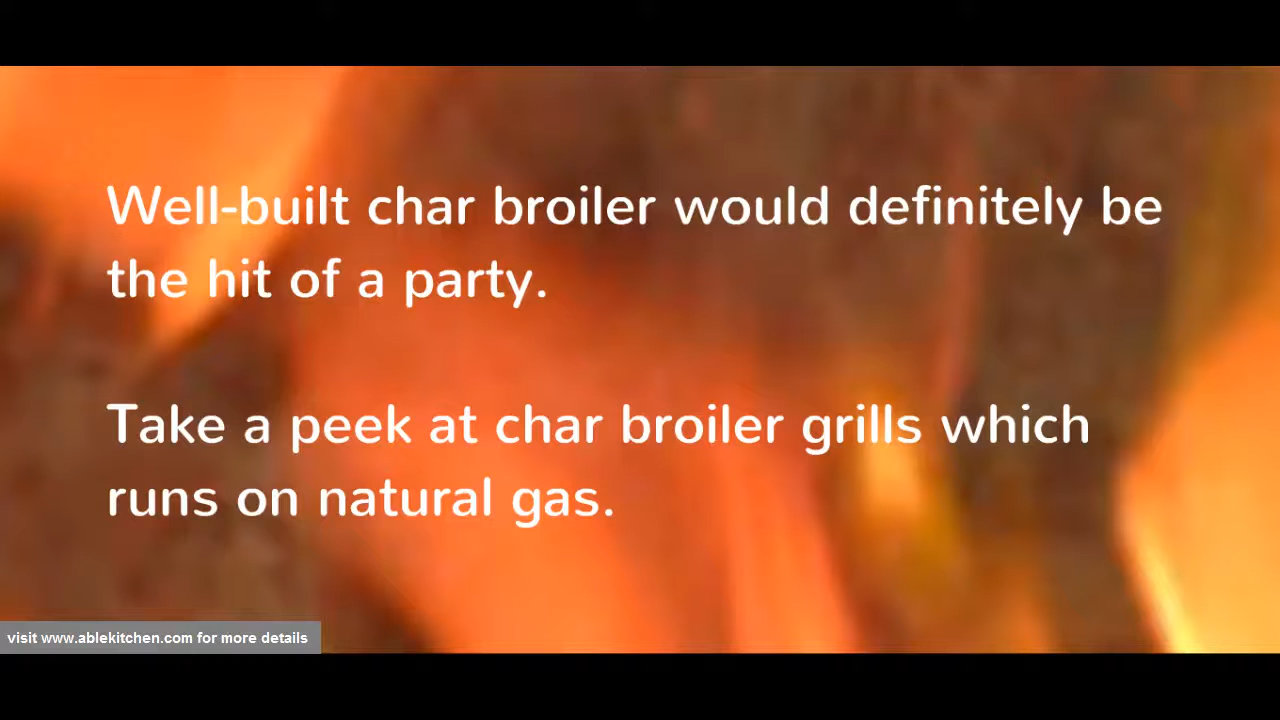 Well-built char broiler would definitely be
the hit of a party.
Take a peek at char broiler grills which
runs on natural gas.
visit www.ablekitchen.com for more details